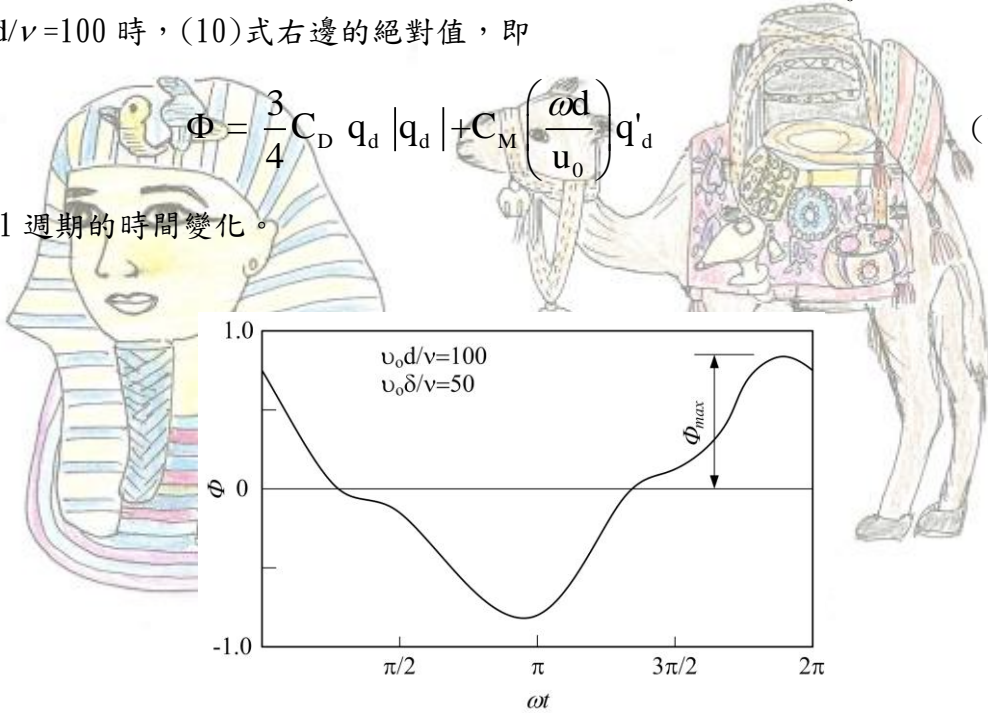 d/ν=100 時，(10)式右邊的絕對值，即
Φ = 3/4 C_D q_d |q_d| + C_M (ωd/u_0) q'_d (
1 週期的時間變化。
1.0
υ_od/ν=100
υ_oδ/ν=50
Φ_max
Φ
0
-1.0
π/2
π
3π/2
2π
ωt